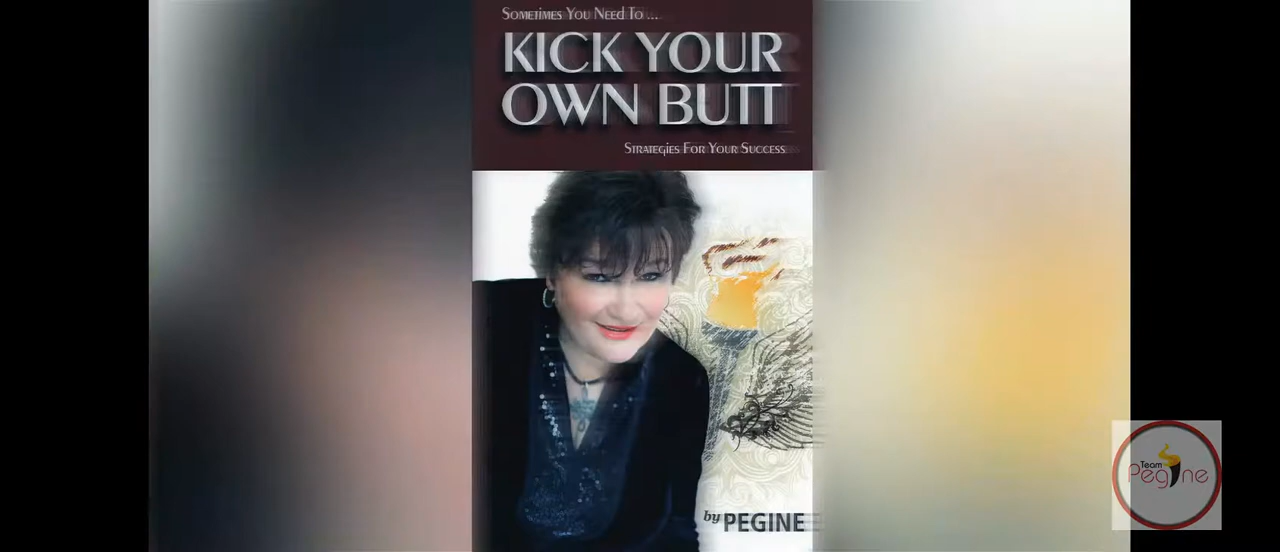 Sometimes You Need To ...
KICK YOUR
OWN BUTT
Strategies For Your Success
by PEGINE
Team
Pegine